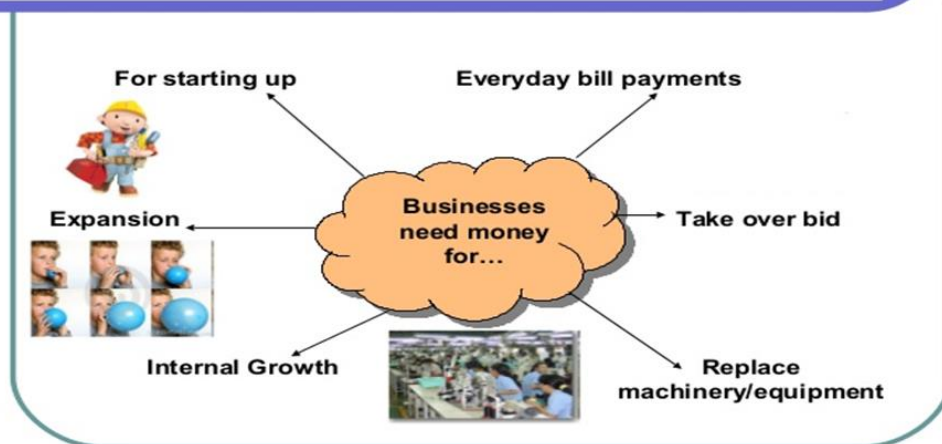 For starting up
Everyday bill payments
Businesses
need money
for...
Expansion
Take over bid
Internal Growth
Replace
machinery/equipment